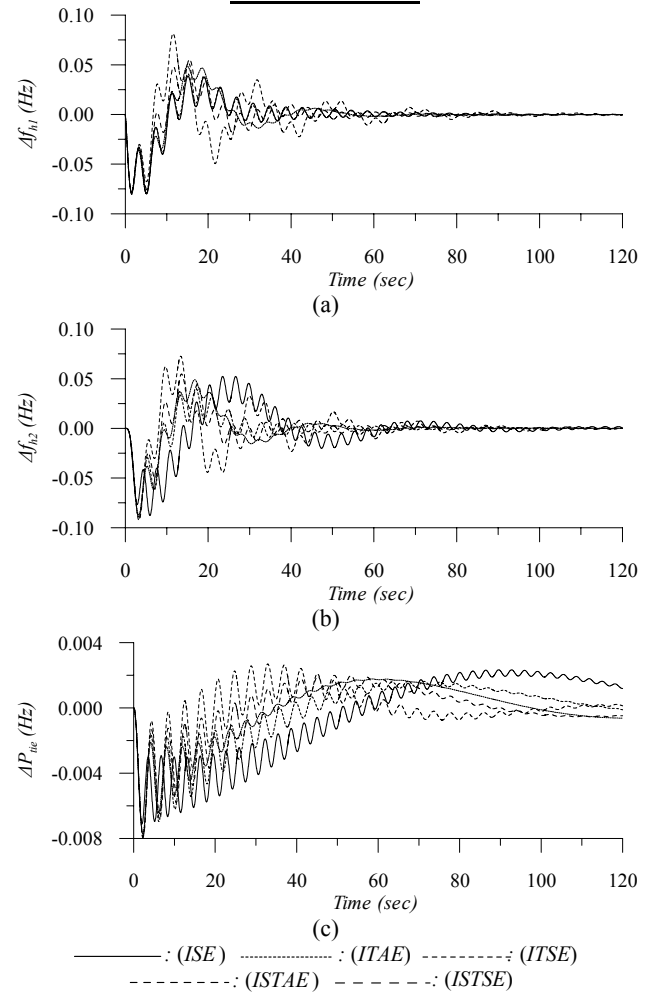 0.10
0.05
0.00
-0.05
-0.10
Δf_h1 (Hz)
0 20 40 60 80 100 120
Time (sec)
(a)
0.10
0.05
0.00
-0.05
-0.10
Δf_h2 (Hz)
0 20 40 60 80 100 120
Time (sec)
(b)
0.004
0.000
-0.004
-0.008
ΔP_tie (Hz)
0 20 40 60 80 100 120
Time (sec)
(c)
: (ISE) : (ITAE) : (ITSE)
: (ISTAE) : (ISTSE)